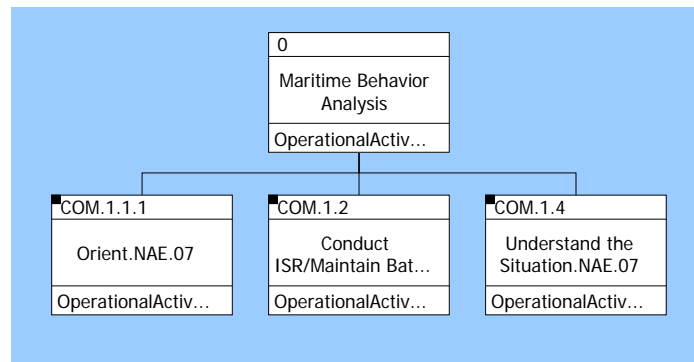 0
Maritime Behavior
Analysis
OperationalActiv...
COM.1.1.1
Orient.NAE.07
OperationalActiv...
COM.1.2
Conduct
ISR/Maintain Bat...
OperationalActiv...
COM.1.4
Understand the
Situation.NAE.07
OperationalActiv...